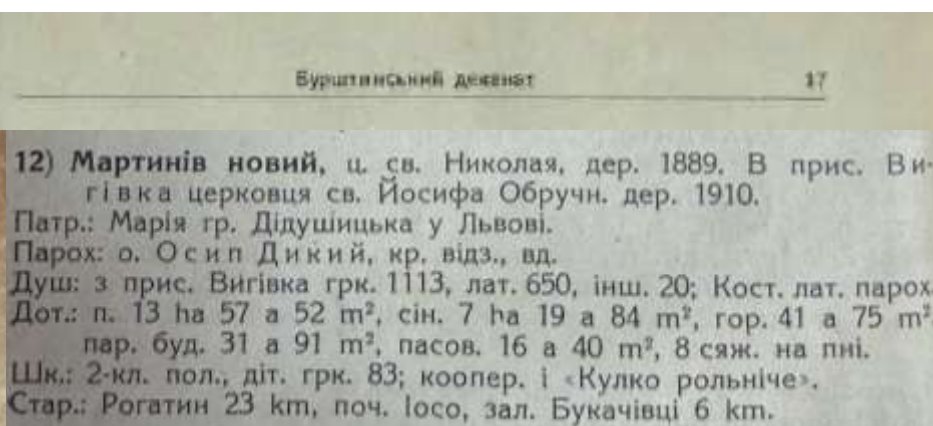 Бурштинський деканат 17
12) Мартинів новий, ц. св. Николая, дер. 1889. В прис. Ви-
гівка церковця св. Йосифа Обручн. дер. 1910.
Патр.: Марія гр. Дідушицька у Львові.
Парох: о. Осип Дикий, кр. відз., вд.
Душ: з прис. Вигівка грк. 1113, лат. 650, інш. 20; Кост. лат. парох
Дот.: п. 13 ha 57 a 52 m², сін. 7 ha 19 a 84 m², гор. 41 a 75 m²
пар. буд. 31 a 91 m², пасов. 16 a 40 m², 8 сяж. на пні.
Шк.: 2-кл. пол., діт. грк. 83; коопер. і «Кулко рольніче».
Стар.: Рогатин 23 km, поч. loco, зал. Букачівці 6 km.